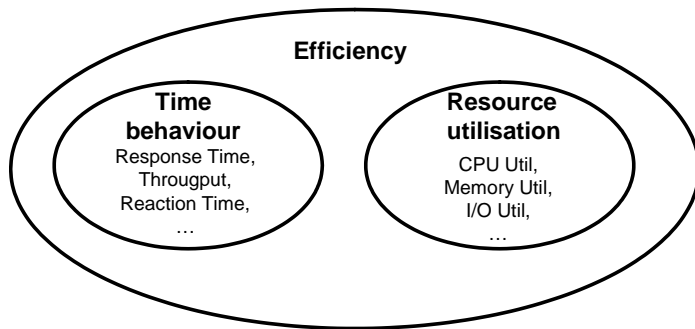 Efficiency
Time
behaviour
Response Time,
Througput,
Reaction Time,
…
Resource
utilisation
CPU Util,
Memory Util,
I/O Util,
…